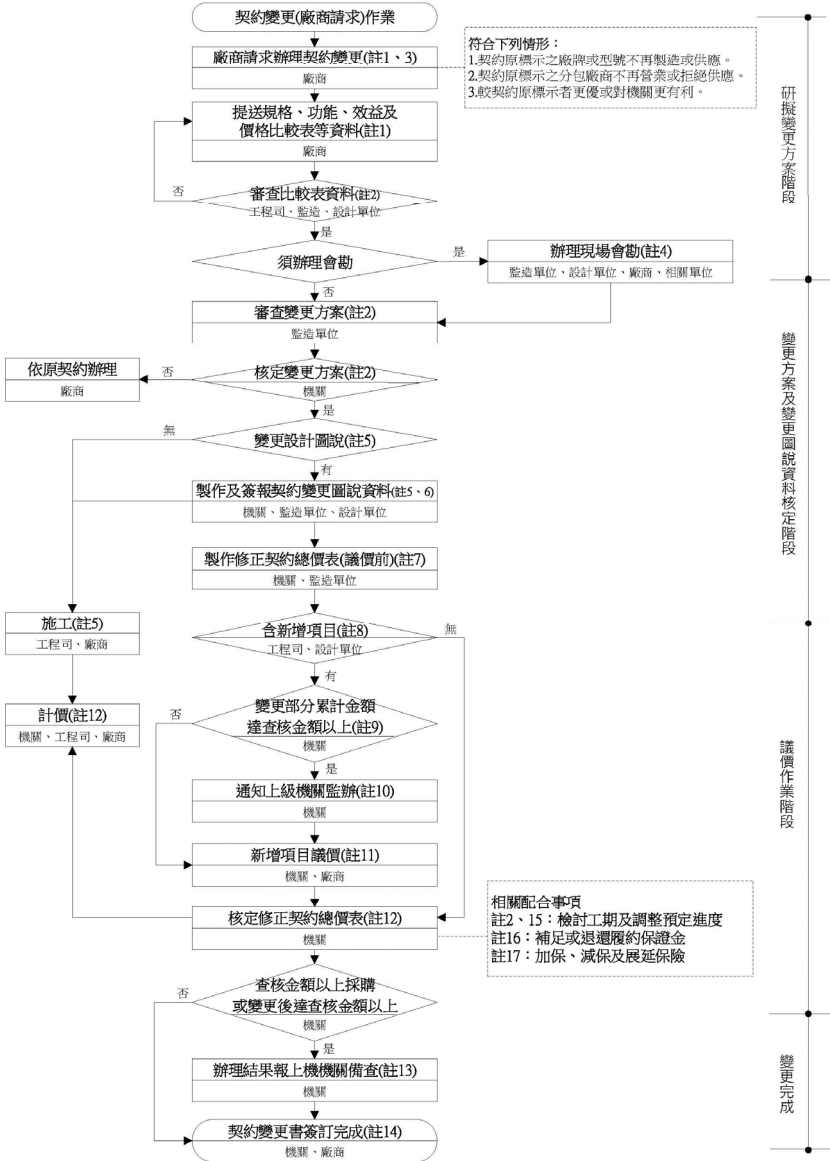 契約變更(廠商請求)作業
廠商請求辦理契約變更(註1、3)
廠商
符合下列情形：
1.契約原標示之廠牌或型號不再製造或供應。
2.契約原標示之分包廠商不再營業或拒絕供應。
3.較契約原標示者更優或對機關更有利。
提送規格、功能、效益及
價格比較表等資料(註1)
廠商
否
審查比較表資料(註2)
工程司、監造、設計單位
是
須辦理會勘
是
辦理現場會勘(註4)
監造單位、設計單位、廠商、相關單位
否
研擬變更方案階段
審查變更方案(註2)
監造單位
依原契約辦理
廠商
否
核定變更方案(註2)
機關
是
無
變更設計圖說(註5)
有
製作及簽報契約變更圖說資料(註5、6)
機關、監造單位、設計單位
製作修正契約總價表(議價前)(註7)
機關、監造單位
變更方案及變更圖說資料核定階段
施工(註5)
工程司、廠商
計價(註12)
機關、工程司、廠商
含新增項目(註8)
工程司、設計單位
無
有
否
變更部分累計金額
達查核金額以上(註9)
機關
是
通知上級機關監辦(註10)
機關
新增項目議價(註11)
機關、廠商
核定修正契約總價表(註12)
機關
相關配合事項
註2、15：檢討工期及調整預定進度
註16：補足或退還履約保證金
註17：加保、減保及展延保險
議價作業階段
否
查核金額以上採購
或變更後達查核金額以上
機關
是
辦理結果報上機機關備查(註13)
機關
契約變更書簽訂完成(註14)
機關、廠商
變更完成